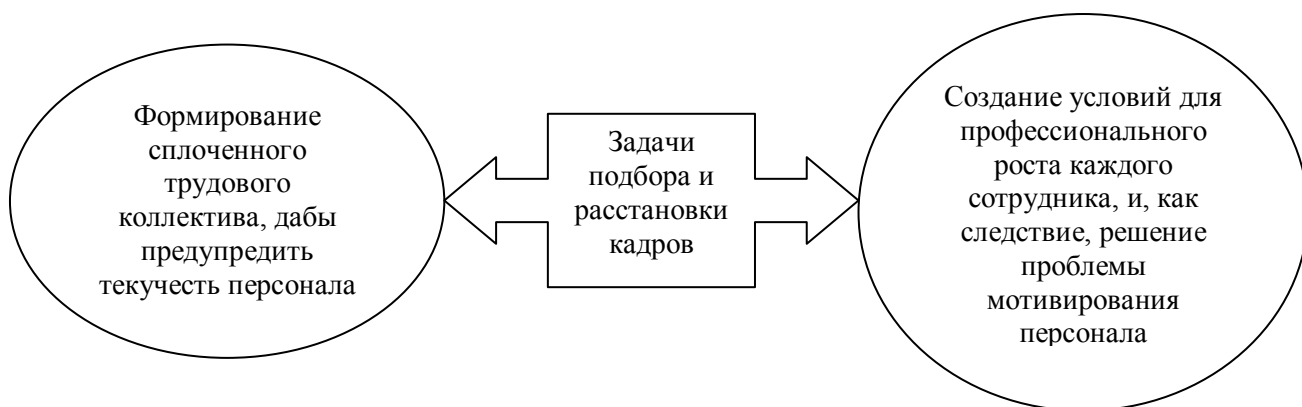 Формирование
сплоченного
трудового
коллектива, дабы
предупредить
текучесть персонала
Задачи
подбора и
расстановки
кадров
Создание условий для
профессионального
роста каждого
сотрудника, и, как
следствие, решение
проблемы
мотивирования
персонала